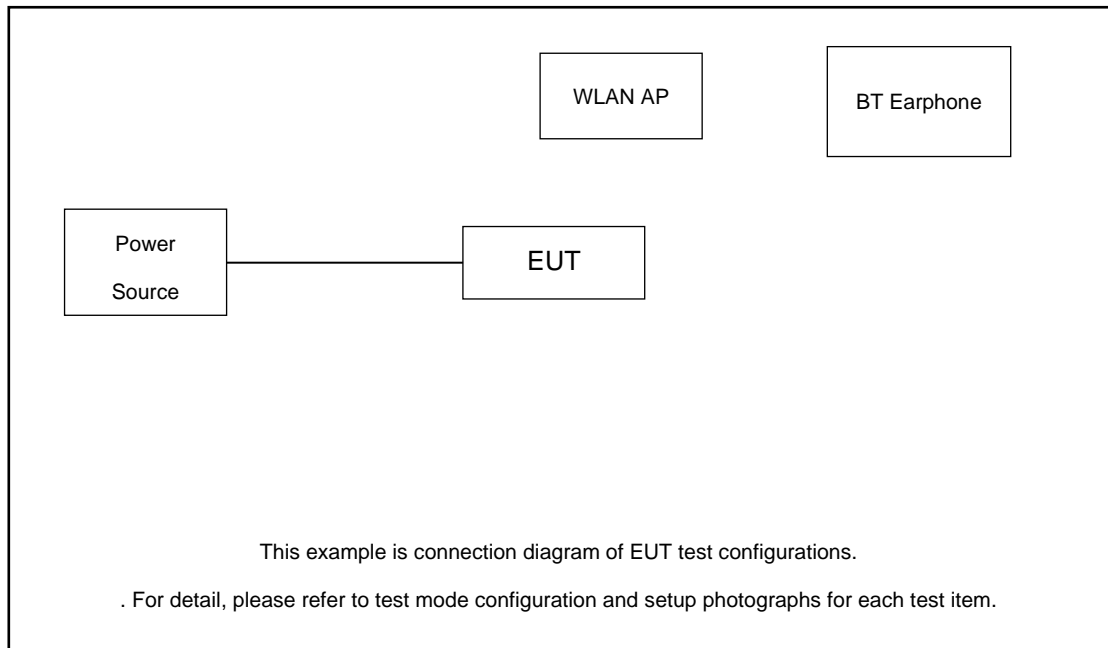 WLAN AP
BT Earphone
Power
Source
EUT
This example is connection diagram of EUT test configurations.
. For detail, please refer to test mode configuration and setup photographs for each test item.